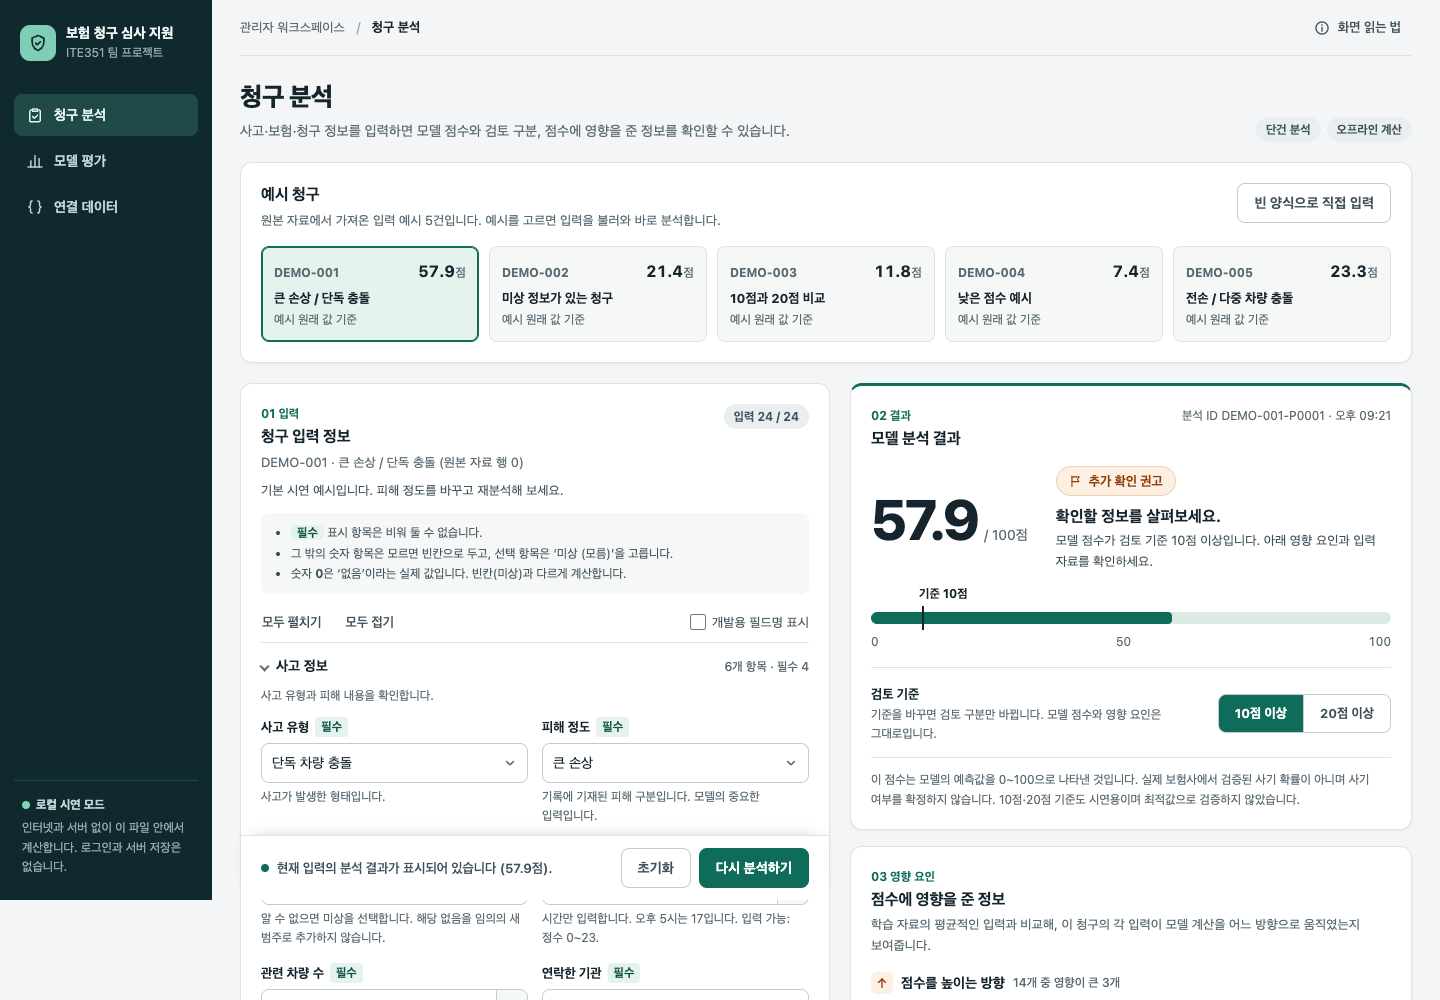 보험 청구 심사 지원
ITE351 팀 프로젝트
청구 분석
모델 평가
연결 데이터
로컬 시연 모드
인터넷과 서버 없이 이 파일 안에서
계산합니다. 로그인과 서버 저장은
없습니다.
관리자 워크스페이스 / 청구 분석
화면 읽는 법
청구 분석
사고·보험·청구 정보를 입력하면 모델 점수와 검토 구분, 점수에 영향을 준 정보를 확인할 수 있습니다.
단건 분석
오프라인 계산
예시 청구
원본 자료에서 가져온 입력 예시 5건입니다. 예시를 고르면 입력을 불러와 바로 분석합니다.
빈 양식으로 직접 입력
DEMO-001 57.9점
큰 손상 / 단독 충돌
예시 원래 값 기준
DEMO-002 21.4점
미상 정보가 있는 청구
예시 원래 값 기준
DEMO-003 11.8점
10점과 20점 비교
예시 원래 값 기준
DEMO-004 7.4점
낮은 점수 예시
예시 원래 값 기준
DEMO-005 23.3점
전손 / 다중 차량 충돌
예시 원래 값 기준
01 입력
청구 입력 정보
입력 24 / 24
DEMO-001 · 큰 손상 / 단독 충돌 (원본 자료 행 0)
기본 시연 예시입니다. 피해 정도를 바꾸고 재분석해 보세요.
• 필수 표시 항목은 비워 둘 수 없습니다.
• 그 밖의 숫자 항목은 모르면 빈칸으로 두고, 선택 항목은 ‘미상 (모름)’을 고릅니다.
• 숫자 0은 ‘없음’이라는 실제 값입니다. 빈칸(미상)과 다르게 계산합니다.
모두 펼치기 모두 접기 개발용 필드명 표시
사고 정보 6개 항목 · 필수 4
사고 유형과 피해 내용을 확인합니다.
사고 유형 필수
단독 차량 충돌
사고가 발생한 형태입니다.
피해 정도 필수
큰 손상
기록에 기재된 피해 구분입니다. 모델의 중요한
입력입니다.
현재 입력의 분석 결과가 표시되어 있습니다 (57.9점).
초기화
다시 분석하기
알 수 없으면 미상을 선택합니다. 해당 없음을 임의의 새
범주로 추가하지 않습니다.
시간만 입력합니다. 오후 5시는 17입니다. 입력 가능:
정수 0~23.
관련 차량 수 필수
연락한 기관 필수
02 결과
모델 분석 결과
분석 ID DEMO-001-P0001 · 오후 09:21
57.9 / 100점
추가 확인 권고
확인할 정보를 살펴보세요.
모델 점수가 검토 기준 10점 이상입니다. 아래 영향 요인과 입력
자료를 확인하세요.
기준 10점
0 50 100
검토 기준
기준을 바꾸면 검토 구분만 바뀝니다. 모델 점수와 영향 요인은
그대로입니다.
10점 이상
20점 이상
이 점수는 모델의 예측값을 0~100으로 나타낸 것입니다. 실제 보험사에서 검증된 사기 확률이 아니며 사기
여부를 확정하지 않습니다. 10점·20점 기준도 시연용이며 최적값으로 검증하지 않았습니다.
03 영향 요인
점수에 영향을 준 정보
학습 자료의 평균적인 입력과 비교해, 이 청구의 각 입력이 모델 계산을 어느 방향으로 움직였는지
보여줍니다.
점수를 높이는 방향 14개 중 영향이 큰 3개